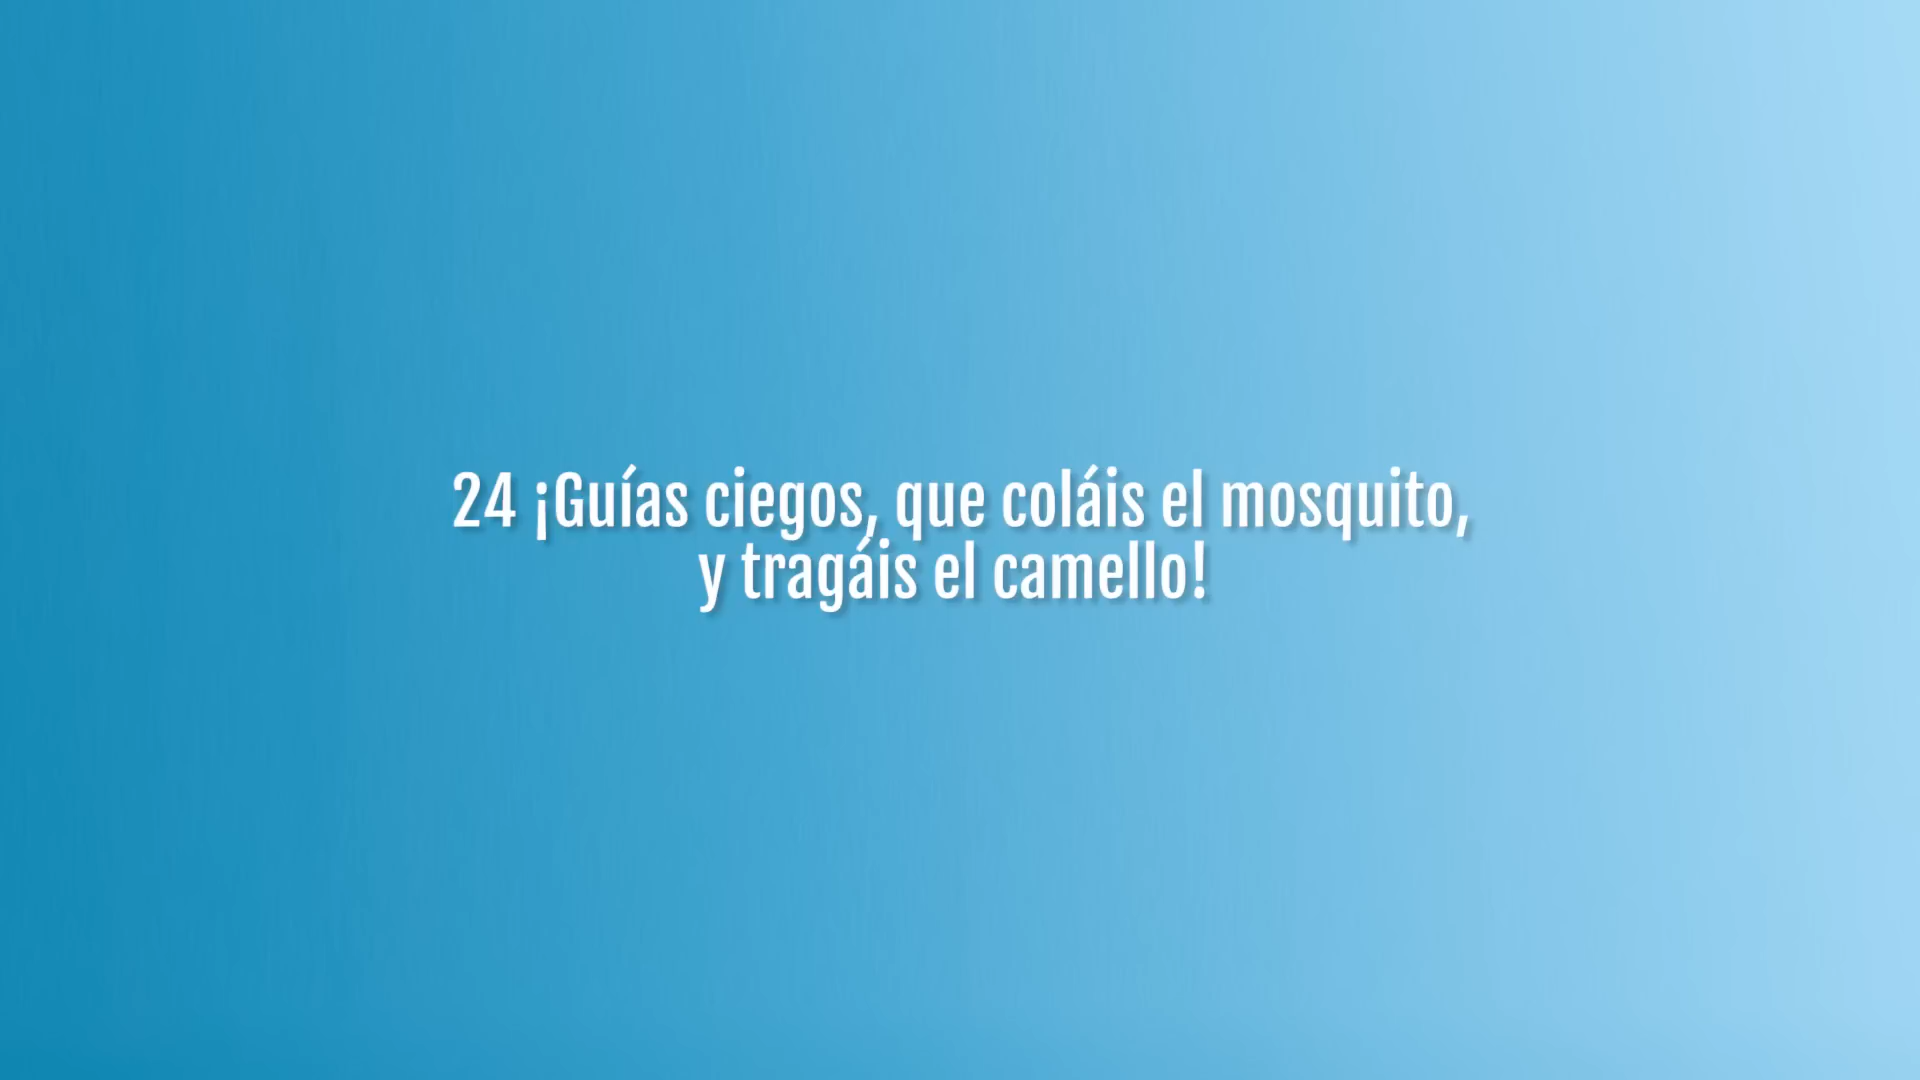 24 ¡Guías ciegos, que coláis el mosquito,
y tragáis el camello!